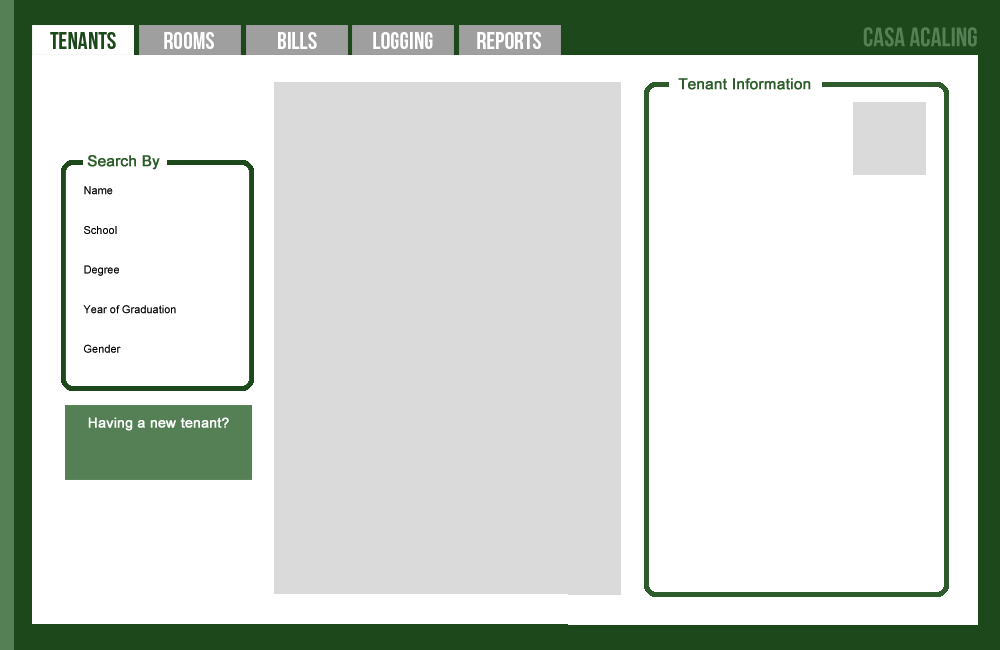 TENANTS
ROOMS
BILLS
LOGGING
REPORTS
CASA ACALING
Search By
Name
School
Degree
Year of Graduation
Gender
Having a new tenant?
Tenant Information